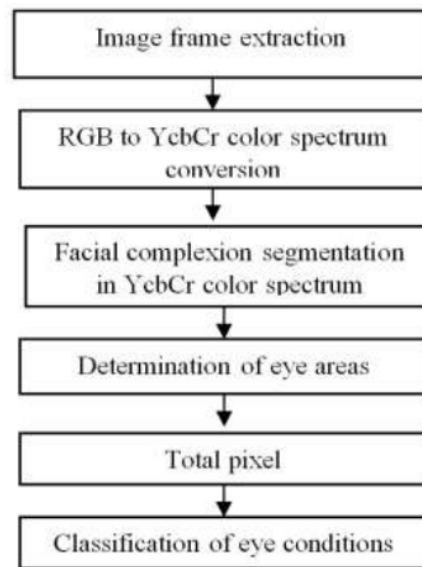 Image frame extraction
RGB to YcbCr color spectrum
conversion
Facial complexion segmentation
in YcbCr color spectrum
Determination of eye areas
Total pixel
Classification of eye conditions